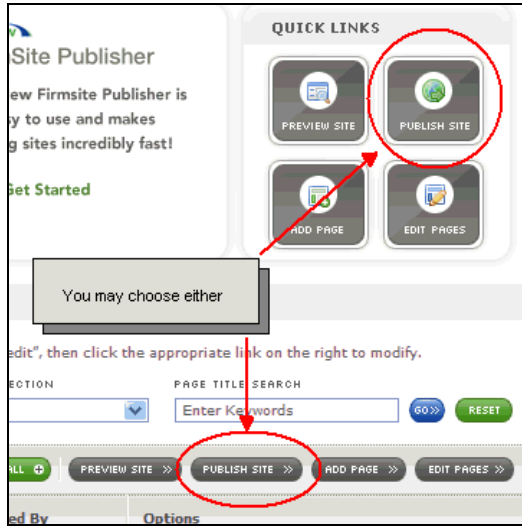 QUICK LINKS
Site Publisher
ew Firmsite Publisher is
sy to use and makes
g sites incredibly fast!
Get Started
PREVIEW SITE
PUBLISH SITE
ADD PAGE
EDIT PAGES
You may choose either
edit", then click the appropriate link on the right to modify.
ECTION
PAGE TITLE SEARCH
Enter Keywords
GO»
RESET
ALL
PREVIEW SITE »
PUBLISH SITE »
ADD PAGE »
EDIT PAGES »
ed By
Options